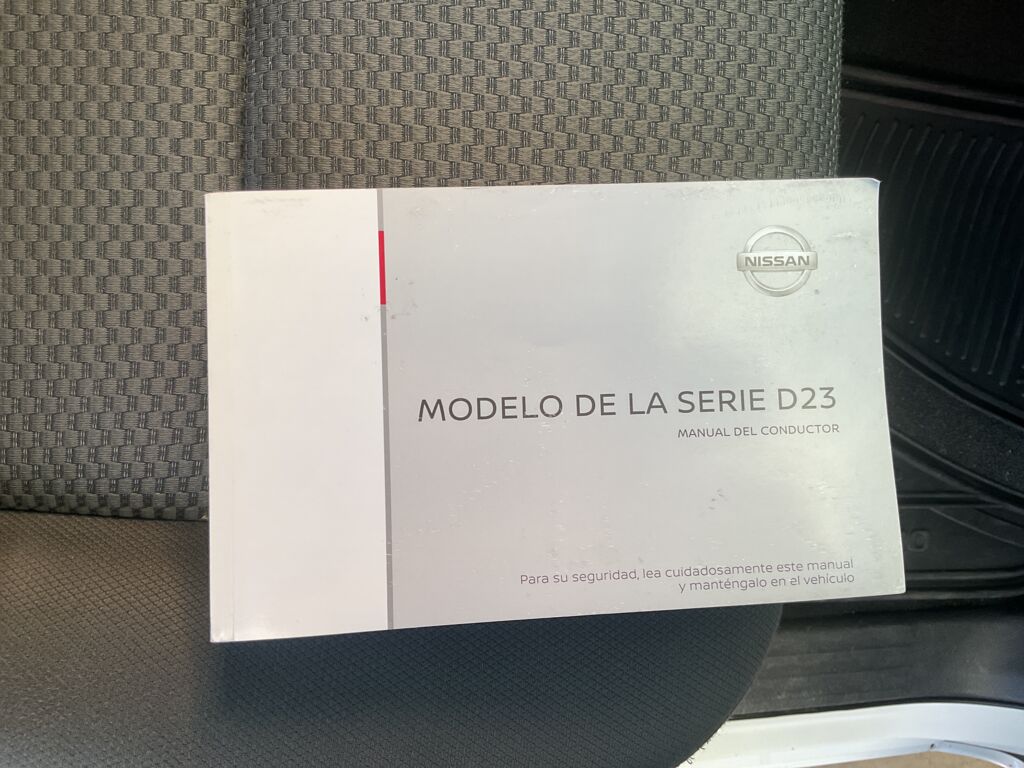 NISSAN
MODELO DE LA SERIE D23
MANUAL DEL CONDUCTOR
Para su seguridad, lea cuidadosamente este manual
y manténgalo en el vehículo